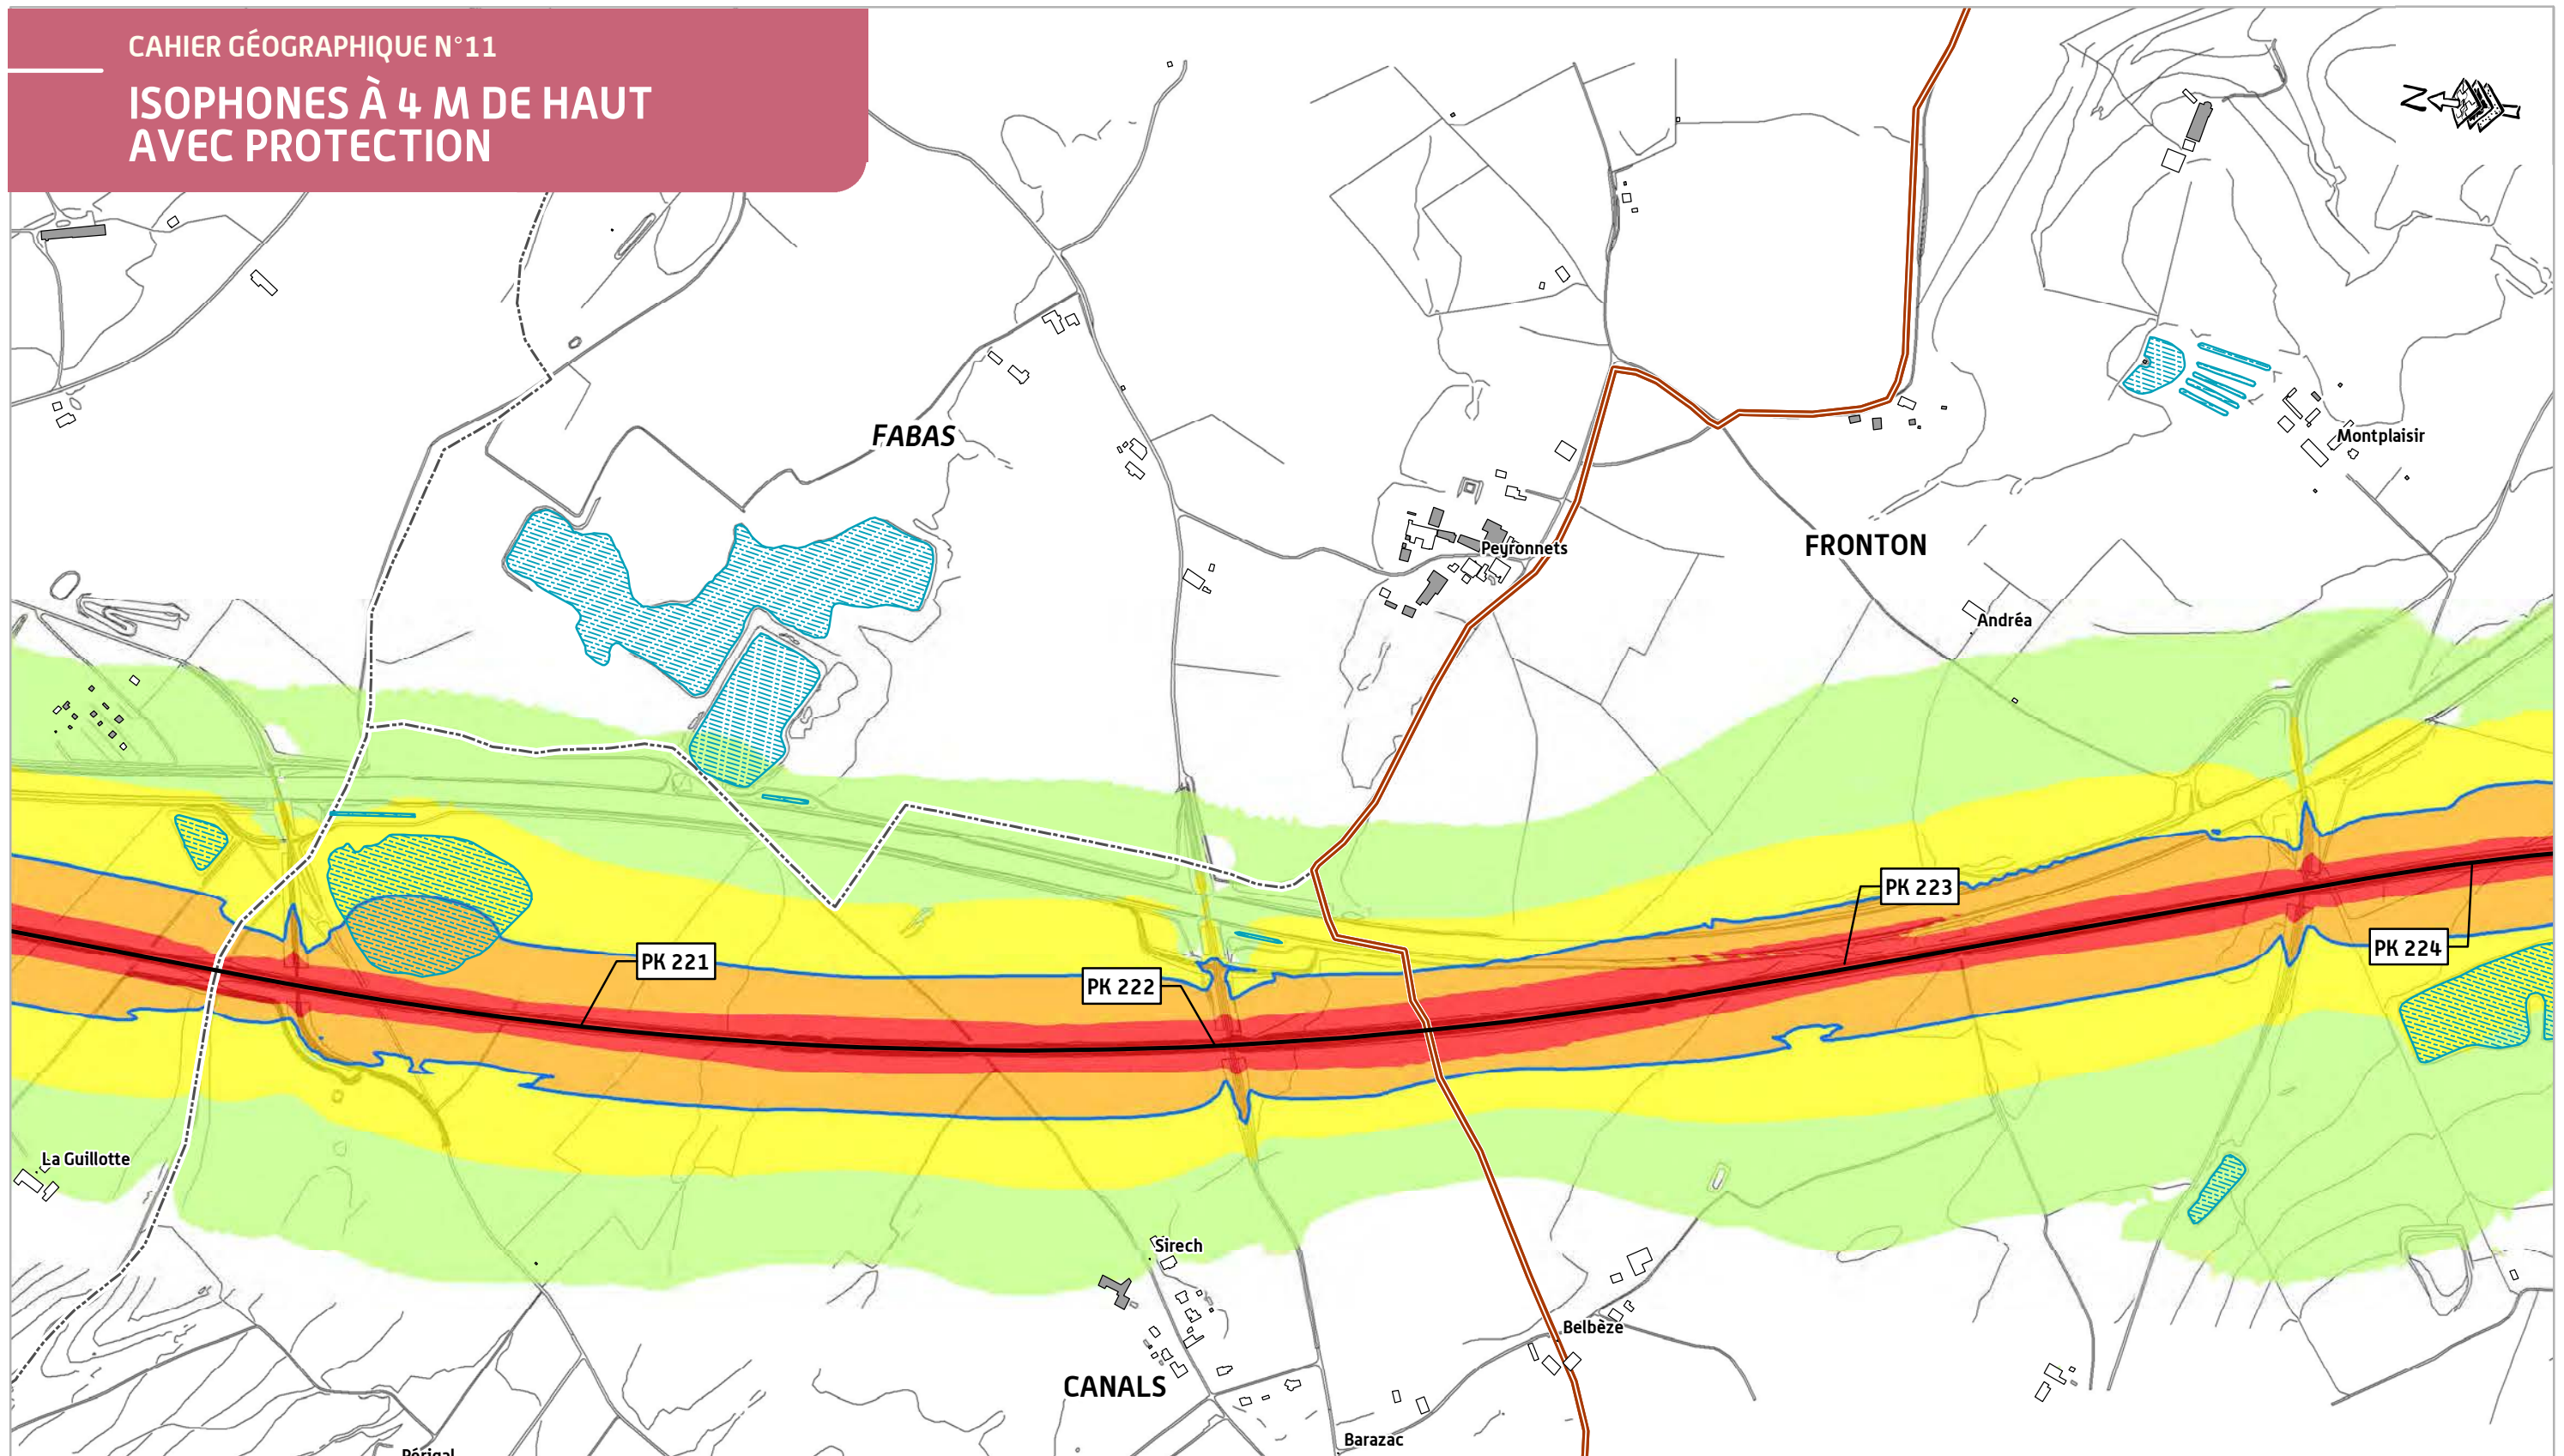 CAHIER GÉOGRAPHIQUE N°11
ISOPHONES À 4 M DE HAUT
AVEC PROTECTION
N
FABAS
Montplaisir
Peyronnets
FRONTON
Andréa
PK 223
PK 224
PK 221
PK 222
La Guillotte
Sirech
Belbèze
CANALS
Barazac
Périgal